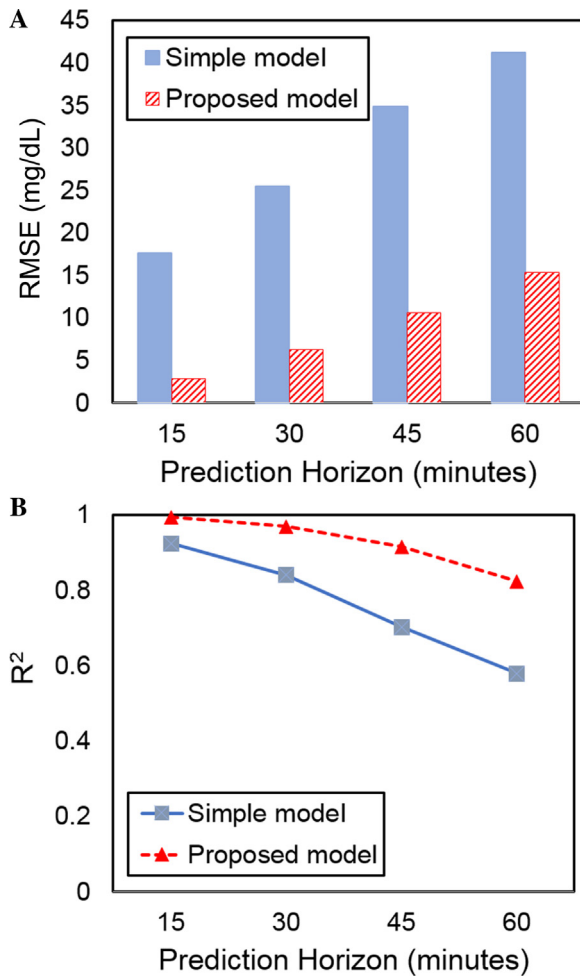 A
45
40
35
30
25
20
15
10
5
0
RMSE (mg/dL)
Simple model
Proposed model
15 30 45 60
Prediction Horizon (minutes)
B
1
0.8
0.6
0.4
0.2
0
R²
Simple model
Proposed model
15 30 45 60
Prediction Horizon (minutes)